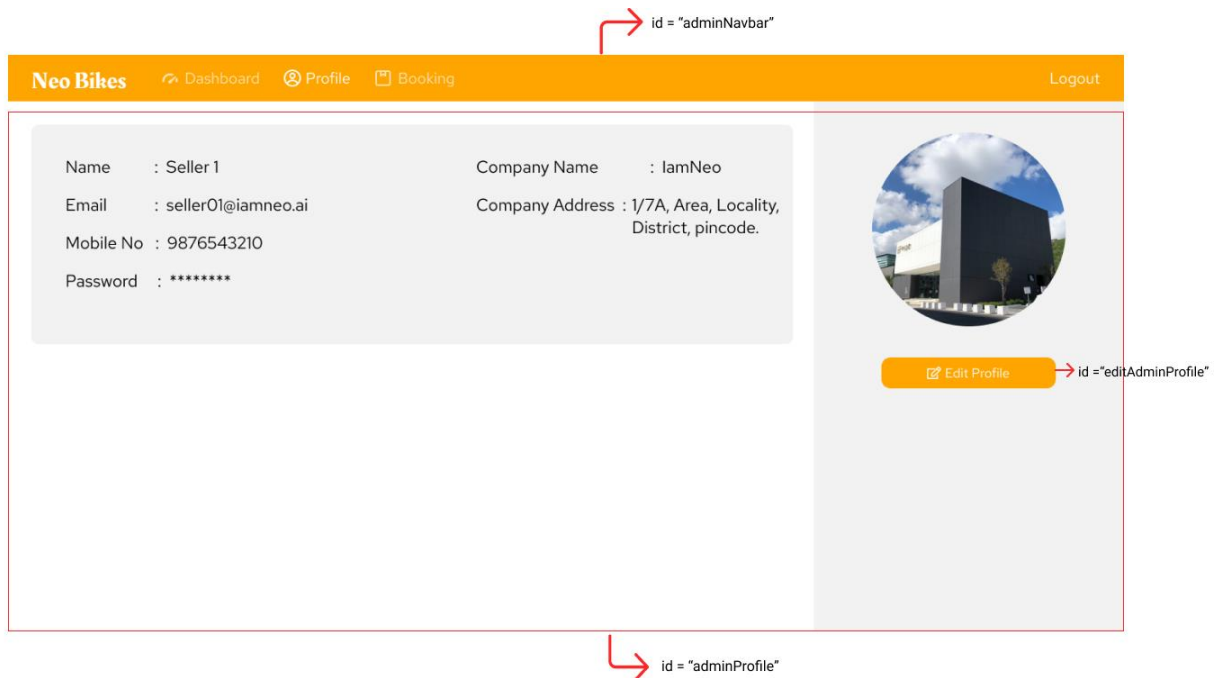 id = “adminNavbar”
Neo Bikes Dashboard Profile Booking Logout
Name : Seller 1
Email : seller01@iamneo.ai
Mobile No : 9876543210
Password : ********
Company Name : IamNeo
Company Address : 1/7A, Area, Locality,
District, pincode.
Edit Profile
id =“editAdminProfile”
id = “adminProfile”